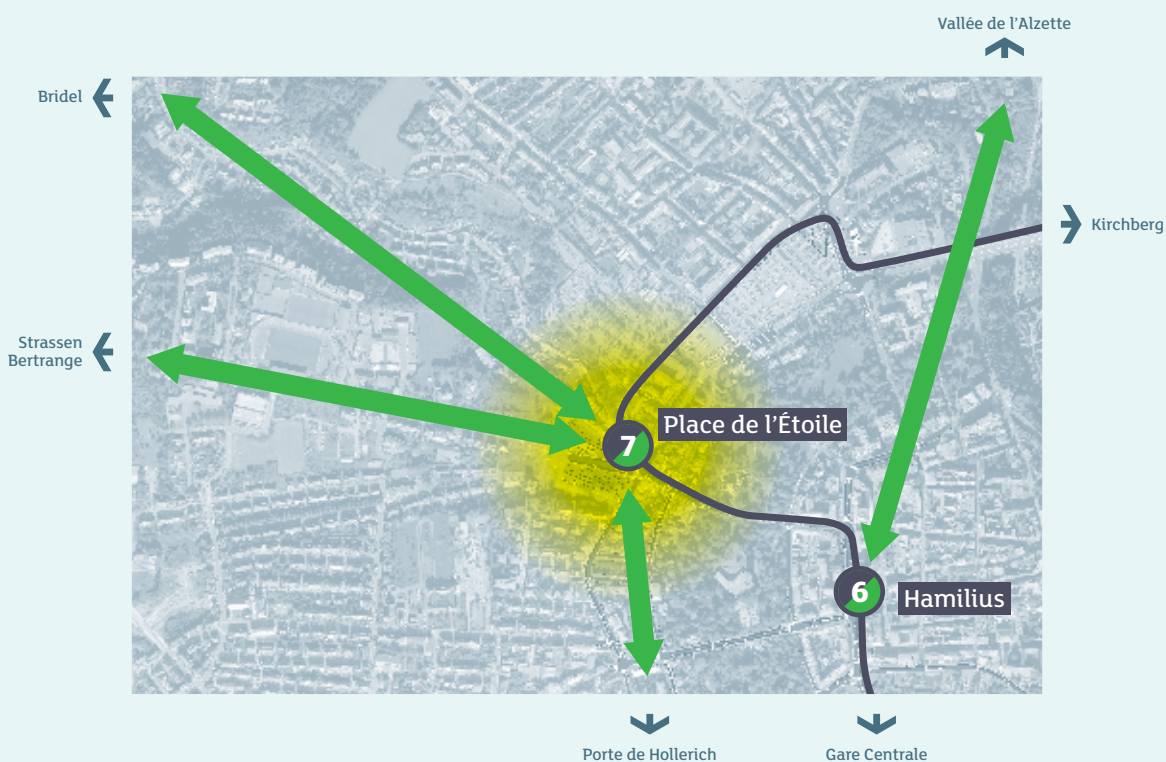 Vallée de l'Alzette
Bridel
Kirchberg
Strassen
Bertrange
7
Place de l'Étoile
6
Hamilius
Porte de Hollerich
Gare Centrale